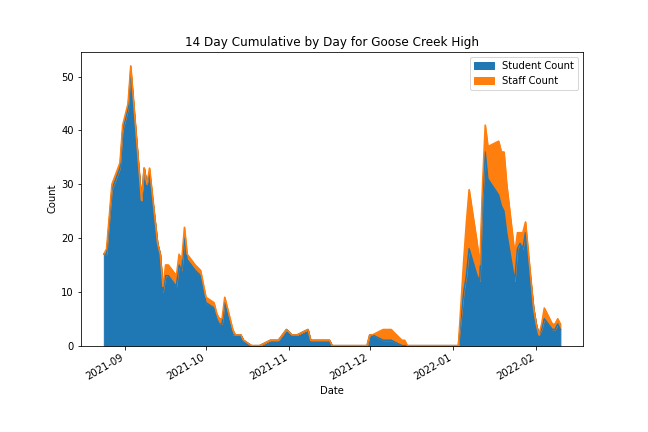 14 Day Cumulative by Day for Goose Creek High
Student Count
Staff Count
50
40
30
20
10
0
Count
2021-09
2021-10
2021-11
2021-12
2022-01
2022-02
Date